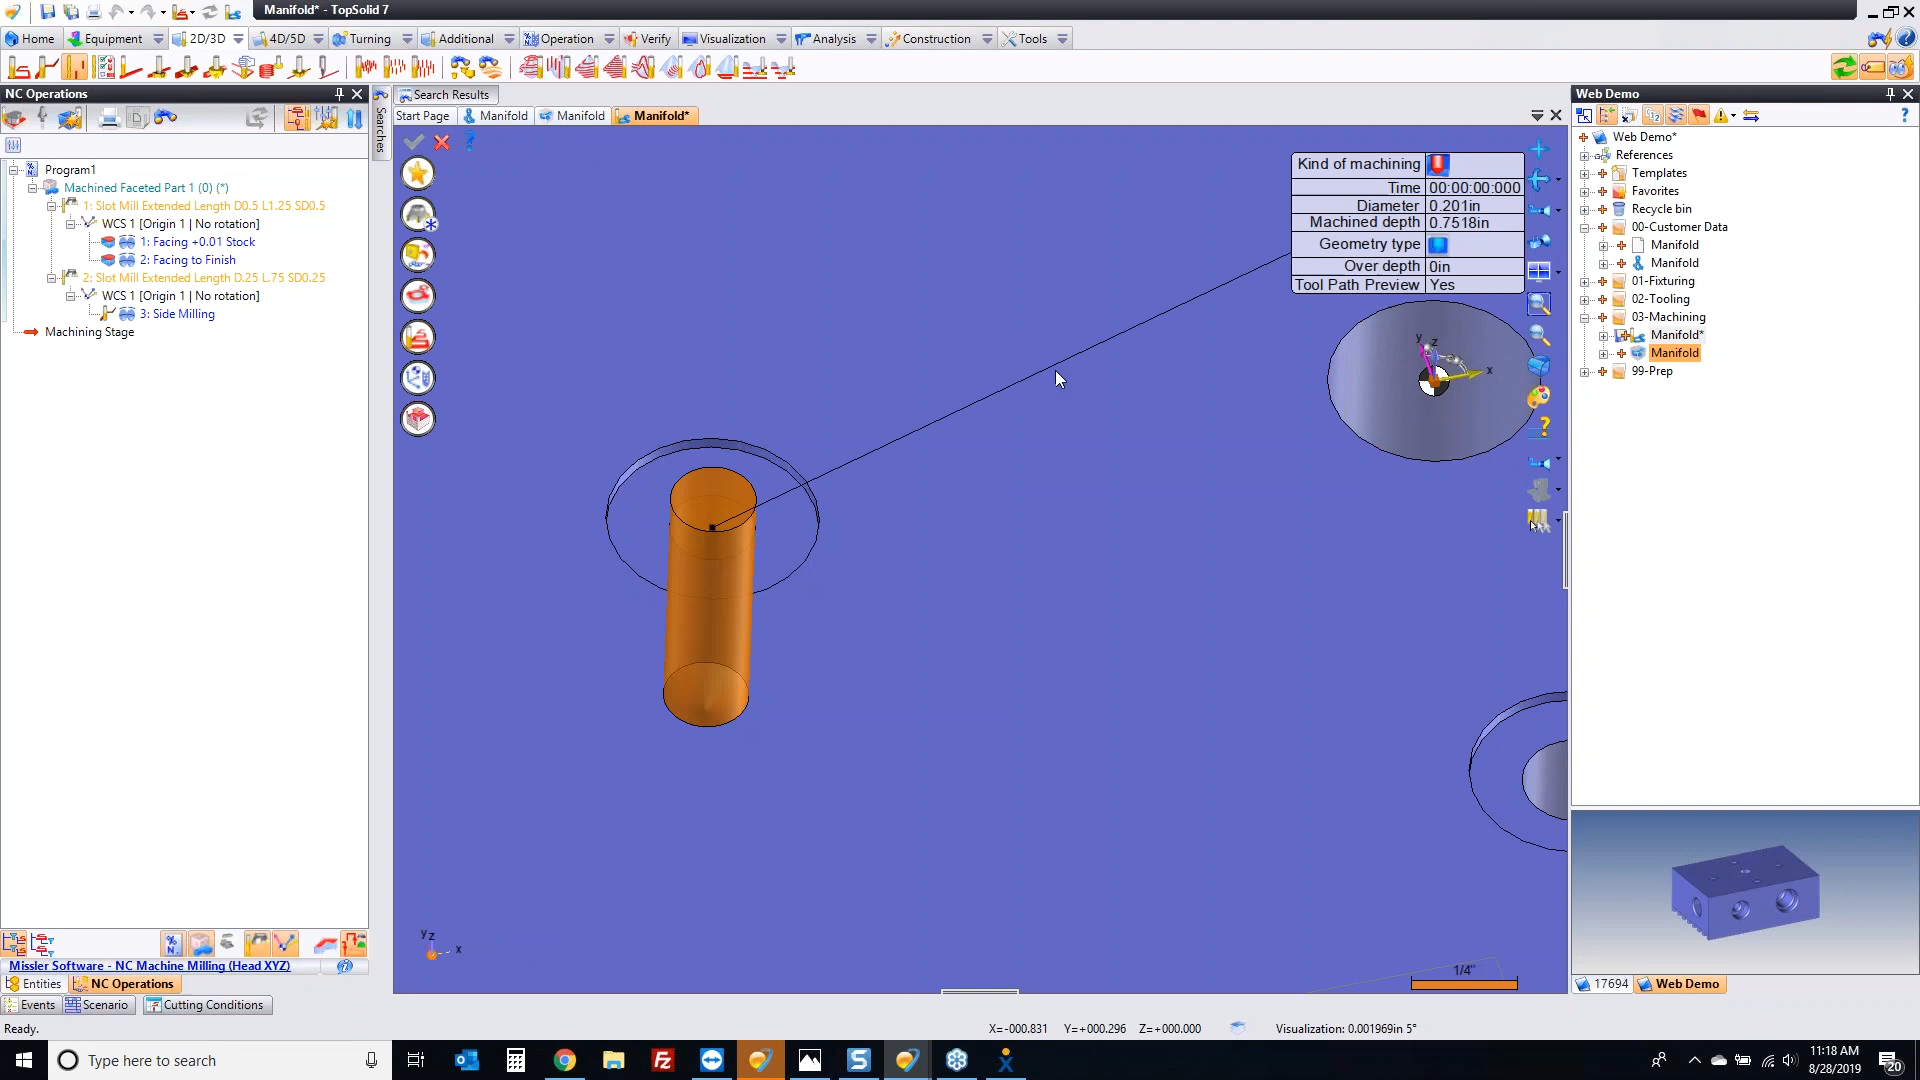 Manifold* - TopSolid 7
Home Equipment 2D/3D 4D/5D Turning Additional Operation Verify Visualization Analysis Construction Tools
NC Operations
Searches
Search Results
Start Page Manifold Manifold Manifold*
Program1
Machined Faceted Part 1 (0) (*)
1: Slot Mill Extended Length D0.5 L1.25 SD0.5
WCS 1 [Origin 1 | No rotation]
1: Facing +0.01 Stock
2: Facing to Finish
2: Slot Mill Extended Length D.25 L.75 SD0.25
WCS 1 [Origin 1 | No rotation]
3: Side Milling
Machining Stage
Kind of machining
Time 00:00:00:000
Diameter 0.201in
Machined depth 0.7518in
Geometry type
Over depth 0in
Tool Path Preview Yes
y z x
y z x
1/4"
Web Demo
Web Demo*
References
Templates
Favorites
Recycle bin
00-Customer Data
Manifold
Manifold
01-Fixturing
02-Tooling
03-Machining
Manifold*
Manifold
99-Prep
17694 Web Demo
Missler Software - NC Machine Milling (Head XYZ)
Entities NC Operations
Events Scenario Cutting Conditions
Ready.
X=-000.831 Y=+000.296 Z=+000.000 Visualization: 0.001969in 5°
Type here to search
11:18 AM
8/28/2019
20